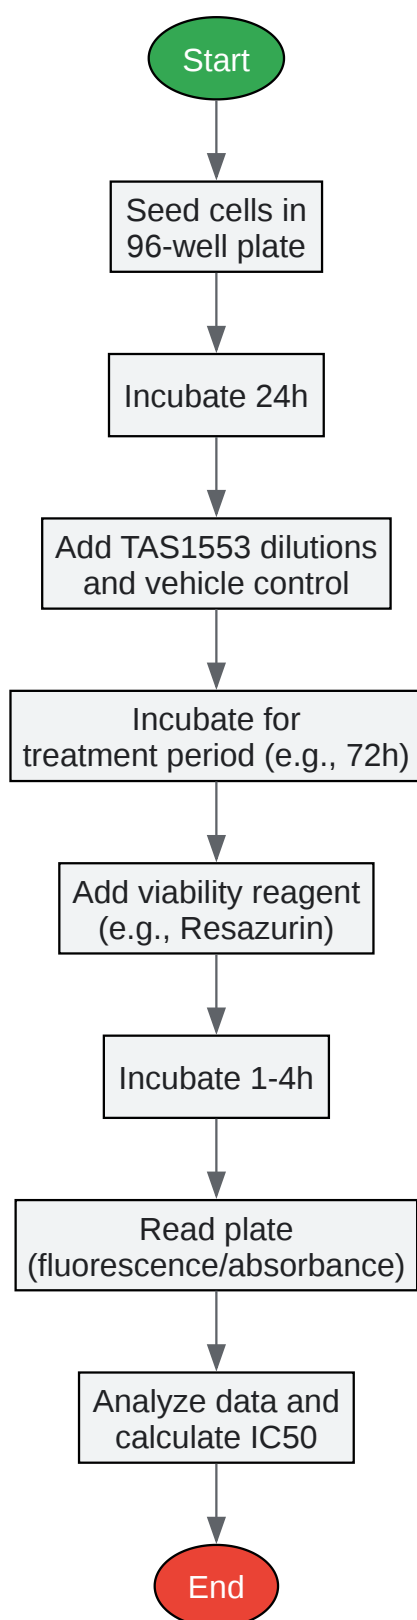 Start
Seed cells in
96-well plate
Incubate 24h
Add TAS1553 dilutions
and vehicle control
Incubate for
treatment period (e.g., 72h)
Add viability reagent
(e.g., Resazurin)
Incubate 1-4h
Read plate
(fluorescence/absorbance)
Analyze data and
calculate IC50
End